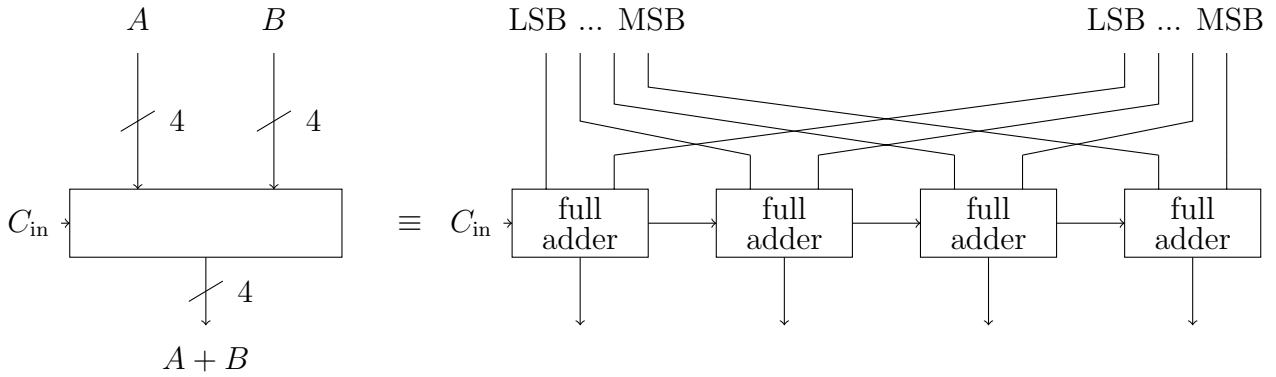 A B LSB ... MSB LSB ... MSB
4 4
C_in ≡ C_in full adder full adder full adder full adder
4
A + B